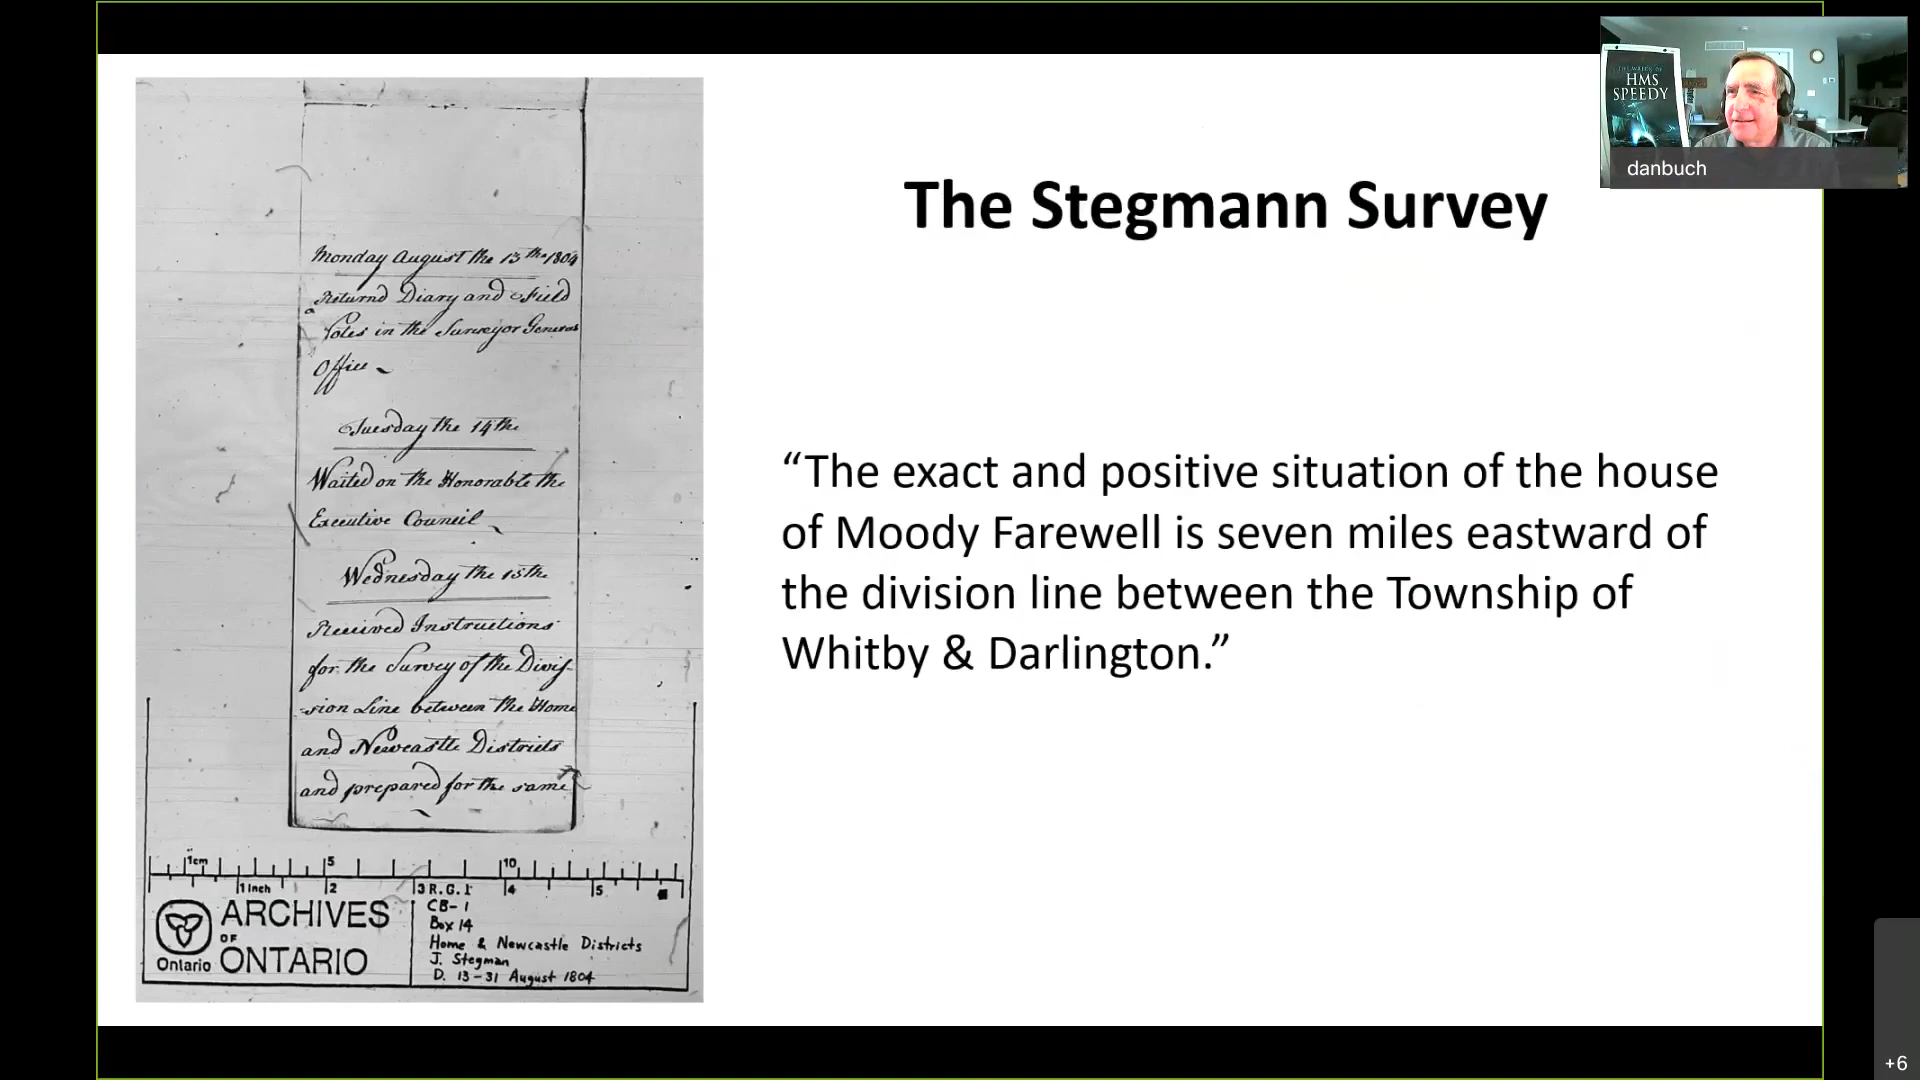 The Stegmann Survey
“The exact and positive situation of the house
of Moody Farewell is seven miles eastward of
the division line between the Township of
Whitby & Darlington.”
Monday August the 13th 1804
Returnd Diary and Field
Notes in the Surveyor General
Office
Tuesday the 14th
Waited on the Honorable the
Executive Council
Wednesday the 15th
Received Instructions
for the Survey of the Divis-
-sion Line between the Home
and Newcastle Districts
and prepared for the same
1cm 5 10
1 Inch 2 3 4 5
R.G. 1
CB-1
Box 14
Home & Newcastle Districts
J. Stegman
D. 13-31 August 1804
ARCHIVES
OF
Ontario ONTARIO
THE WRECK OF
HMS
SPEEDY
danbuch
+6